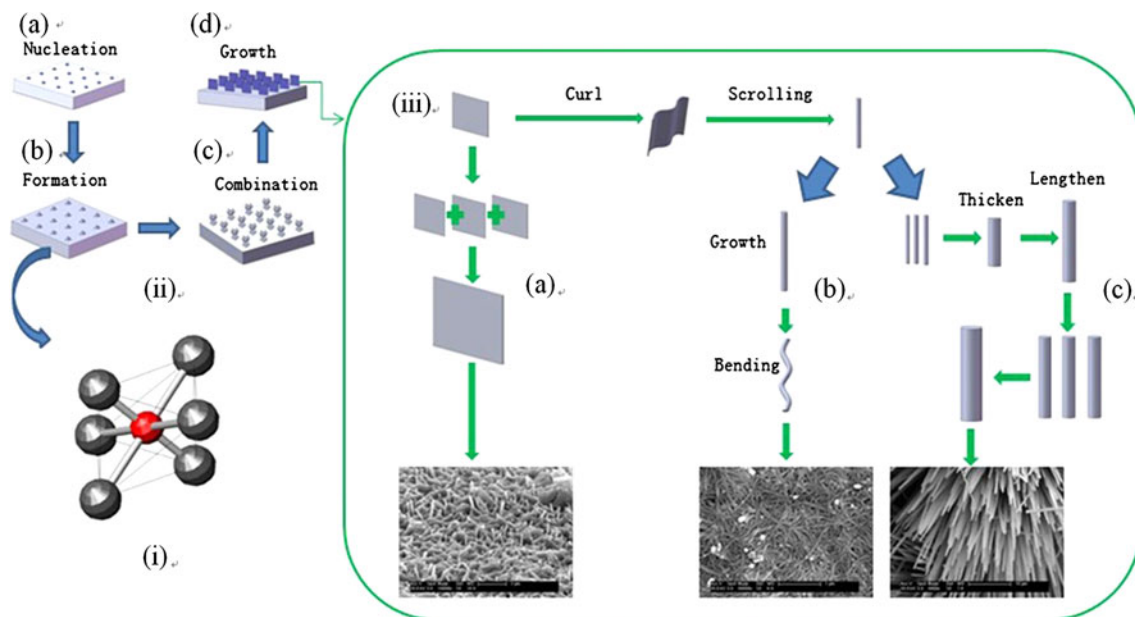 (a)
Nucleation
(d)
Growth
(b)
Formation
(c)
Combination
(ii)
(i)
(iii)
Curl
Scrolling
(a)
Growth
Bending
(b)
Thicken
Lengthen
(c)